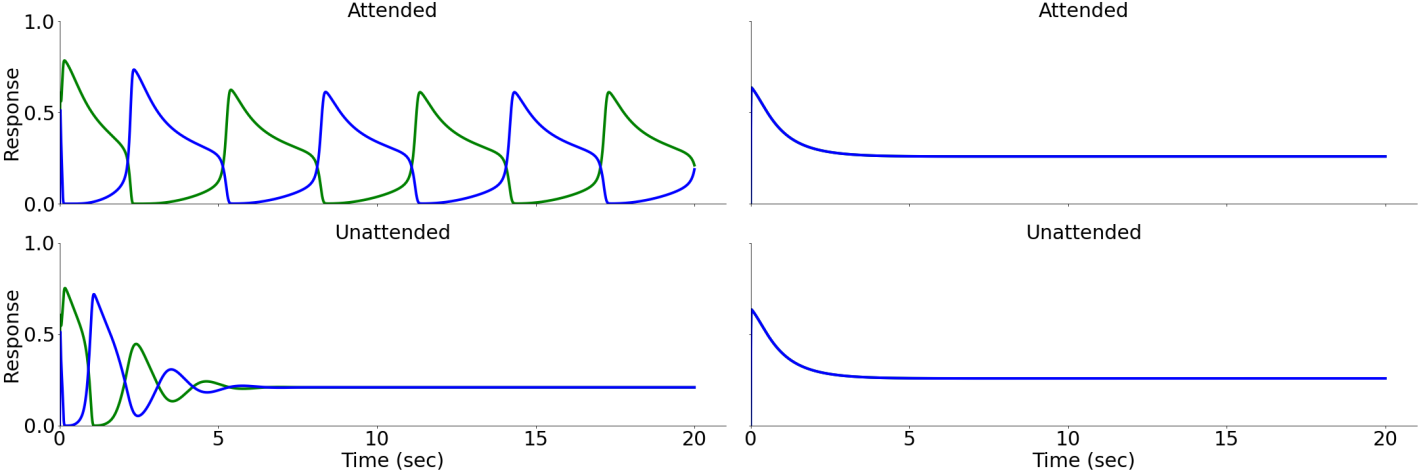 Attended
Attended
1.0
Response
0.5
0.0
Unattended
Unattended
1.0
Response
0.5
0.0
0 5 10 15 20
0 5 10 15 20
Time (sec)
Time (sec)